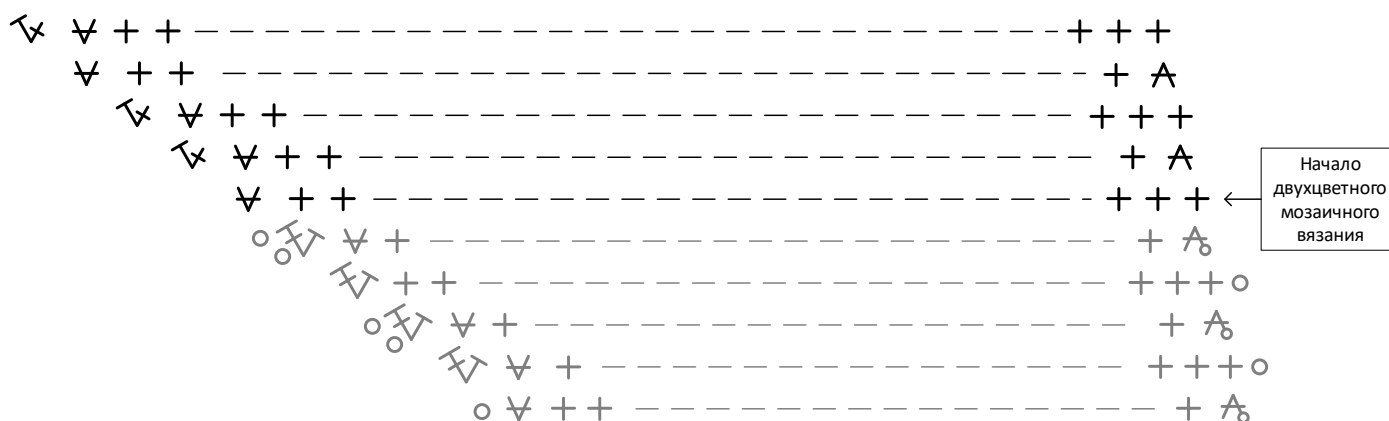 Начало
двухцветного
мозаичного
вязания